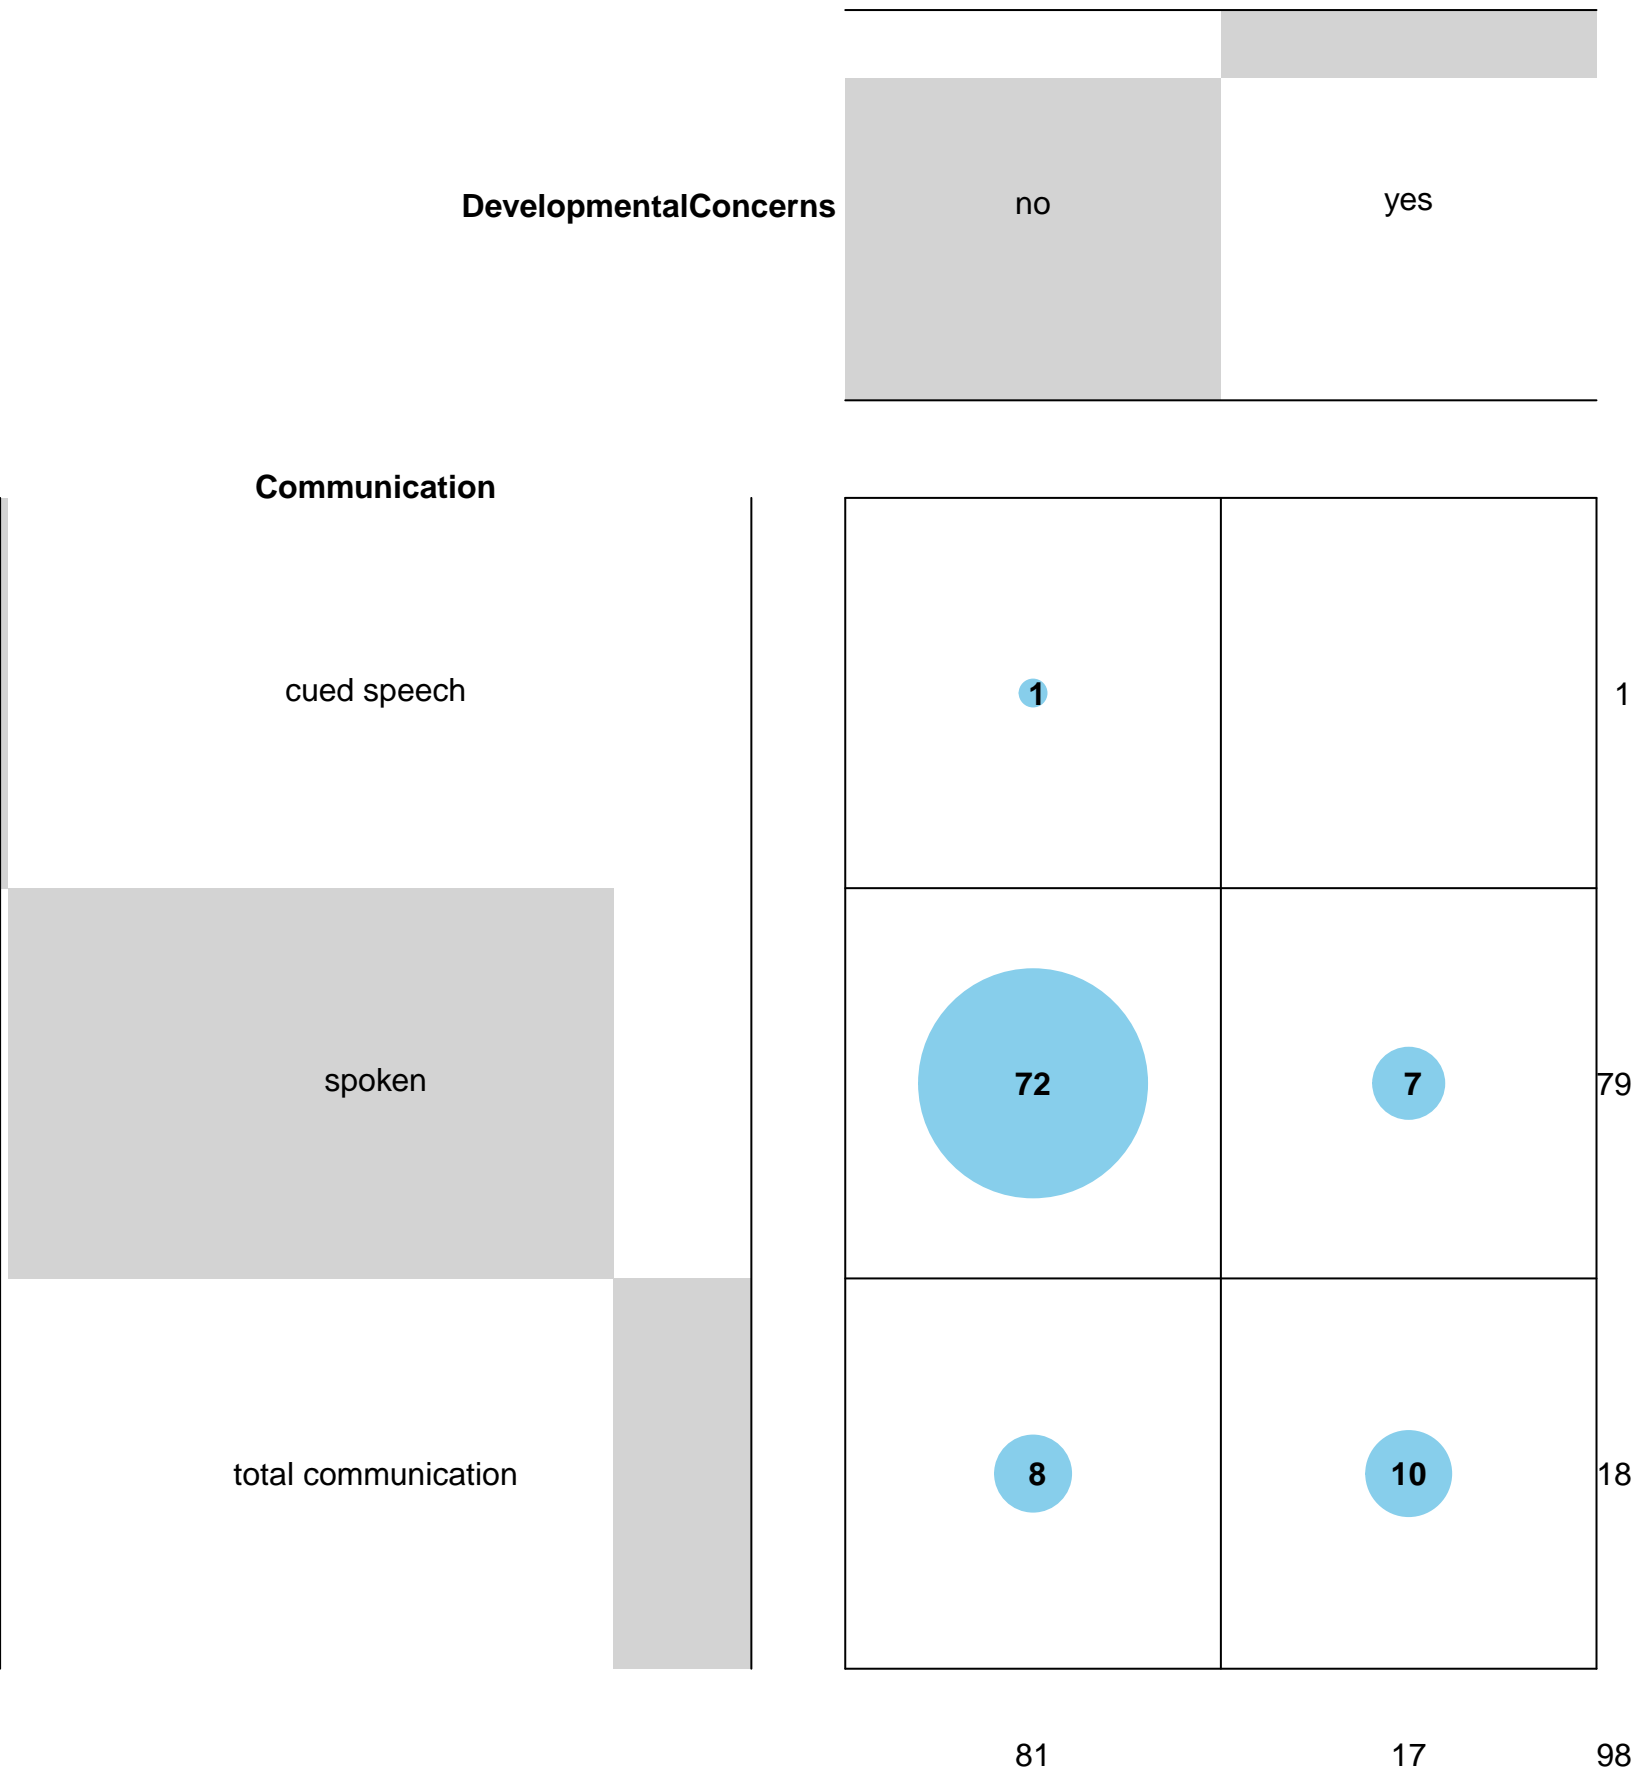 DevelopmentalConcerns no yes
Communication
cued speech 1 1
spoken 72 7 79
total communication 8 10 18
81 17 98